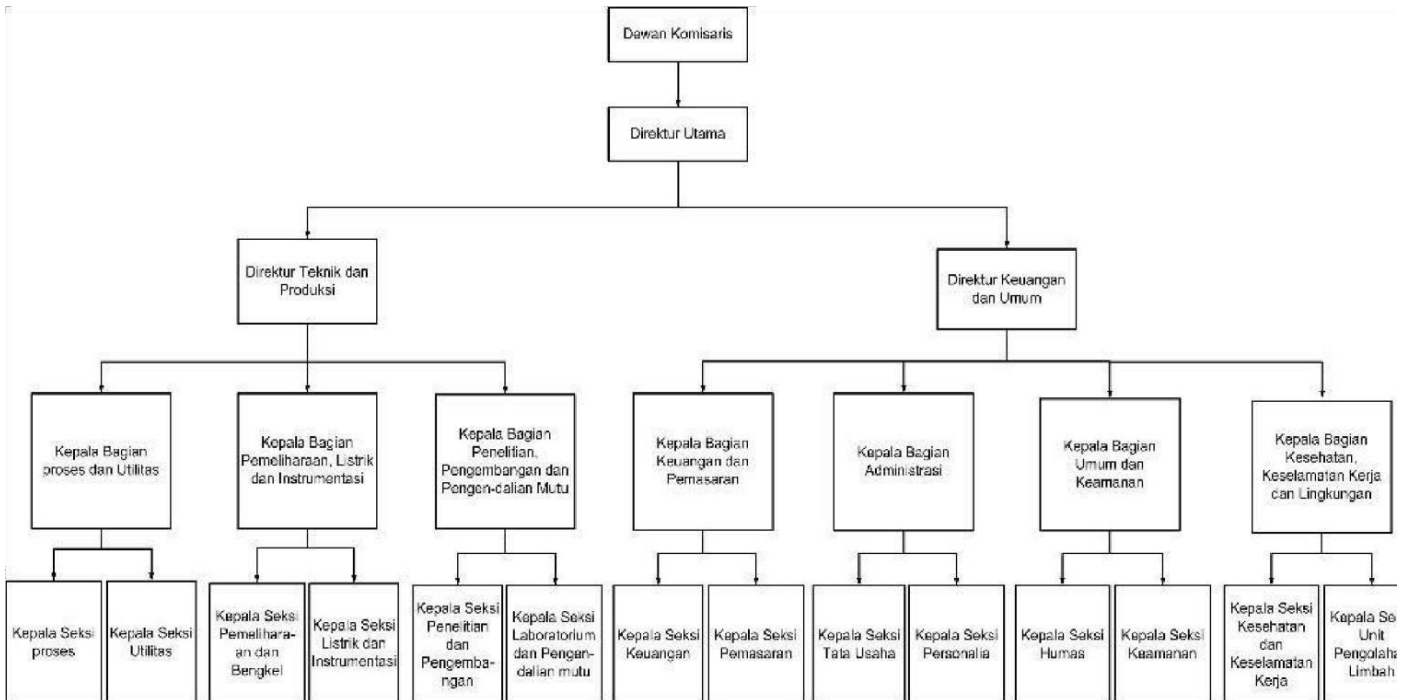 Dewan Komisaris
Direktur Utama
Direktur Teknik dan
Produksi
Direktur Keuangan
dan Umum
Kepala Bagian
proses dan Utilitas
Kepala Bagian
Pemeliharaan, Listrik
dan Instrumentasi
Kepala Bagian
Penelitian,
Pengembangan dan
Pengen-dalian Mutu
Kepala Bagian
Keuangan dan
Pemasaran
Kepala Bagian
Administrasi
Kepala Bagian
Umum dan
Keamanan
Kepala Bagian
Kesehatan,
Keselamatan Kerja
dan Lingkungan
Kepala Seksi
proses
Kepala Seksi
Utilitas
Kepala Seksi
Pemelihara-
an dan
Bengkel
Kepala Seksi
Listrik dan
Instrumentasi
Kepala Seksi
Penelitian
dan
Pengemba-
ngan
Kepala Seksi
Laboratorium
dan Pengen-
dalian mutu
Kepala Seksi
Keuangan
Kepala Seksi
Pemasaran
Kepala Seksi
Tata Usaha
Kepala Seksi
Personalia
Kepala Seksi
Humas
Kepala Seksi
Keamanan
Kepala Seksi
Kesehatan
dan
Keselamatan
Kerja
Kepala Se
Unit
Pengolaha
Limbah